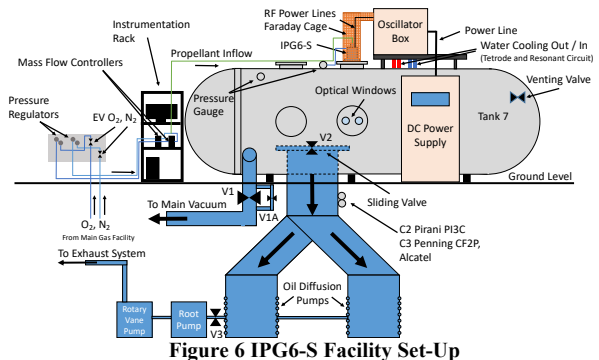 RF Power Lines
Faraday Cage
IPG6-S
Oscillator
Box
Power Line
Water Cooling Out / In
(Tetrode and Resonant Circuit)
Instrumentation
Rack
Propellant Inflow
Mass Flow Controllers
Pressure
Regulators
EV O₂, N₂
Pressure
Gauge
Optical Windows
Venting Valve
Tank 7
DC Power
Supply
V2
Ground Level
Sliding Valve
V1
V1A
To Main Vacuum
O₂, N₂
From Main Gas Facility
C2 Pirani PI3C
C3 Penning CF2P,
Alcatel
To Exhaust System
Oil Diffusion
Pumps
Rotary
Vane
Pump
Root
Pump
V3
Figure 6 IPG6-S Facility Set-Up